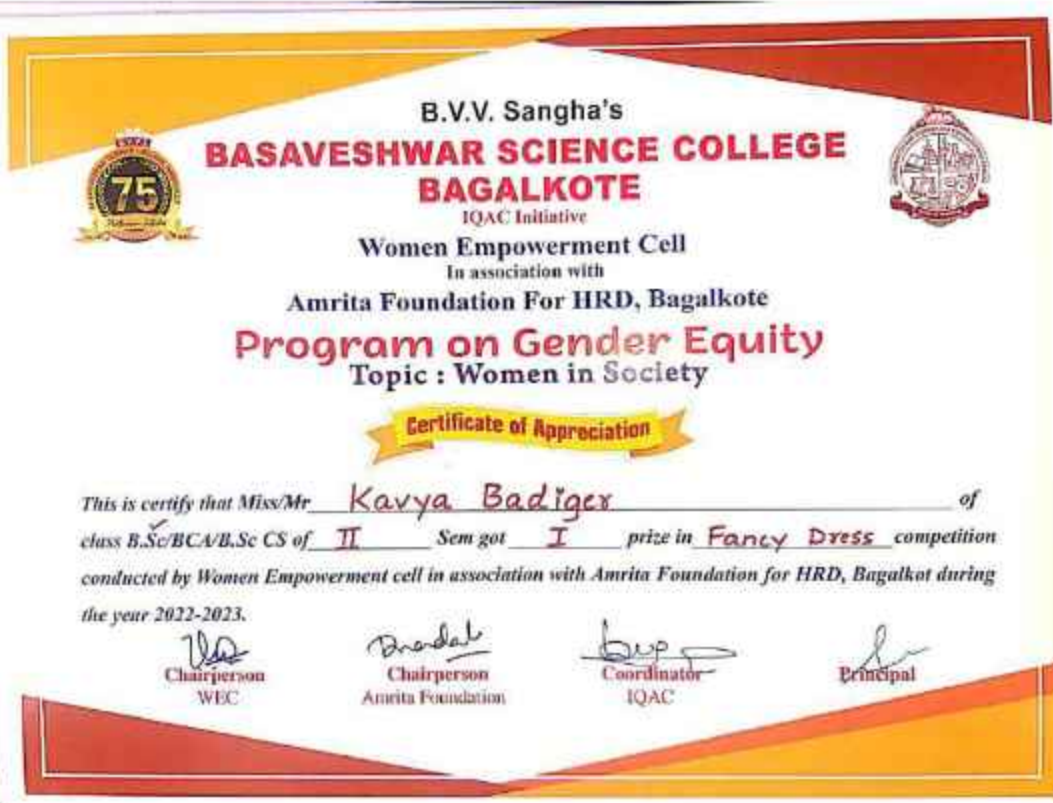 B.V.V. Sangha's
BASAVESHWAR SCIENCE COLLEGE
BAGALKOTE
IQAC Initiative
Women Empowerment Cell
In association with
Amrita Foundation For HRD, Bagalkote
Program on Gender Equity
Topic : Women in Society
Certificate of Appreciation
75
This is certify that Miss/Mr Kavya Badiger of
class B.Sc/BCA/B.Sc CS of II Sem got I prize in Fancy Dress competition
conducted by Women Empowerment cell in association with Amrita Foundation for HRD, Bagalkot during
the year 2022-2023.
Chairperson Chairperson Coordinator Principal
WEC Amrita Foundation IQAC